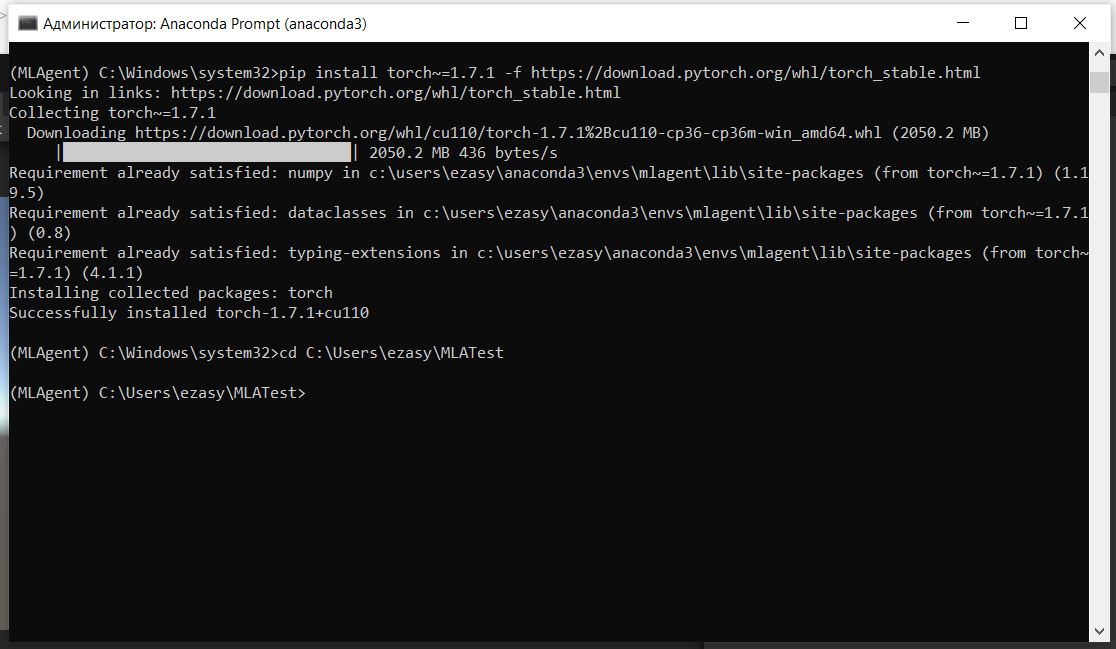 Администратор: Anaconda Prompt (anaconda3)
(MLAgent) C:\Windows\system32>pip install torch~=1.7.1 -f https://download.pytorch.org/whl/torch_stable.html
Looking in links: https://download.pytorch.org/whl/torch_stable.html
Collecting torch~=1.7.1
  Downloading https://download.pytorch.org/whl/cu110/torch-1.7.1%2Bcu110-cp36-cp36m-win_amd64.whl (2050.2 MB)
     |████████████████████████████████| 2050.2 MB 436 bytes/s
Requirement already satisfied: numpy in c:\users\ezasy\anaconda3\envs\mlagent\lib\site-packages (from torch~=1.7.1) (1.1
9.5)
Requirement already satisfied: dataclasses in c:\users\ezasy\anaconda3\envs\mlagent\lib\site-packages (from torch~=1.7.1
) (0.8)
Requirement already satisfied: typing-extensions in c:\users\ezasy\anaconda3\envs\mlagent\lib\site-packages (from torch~
=1.7.1) (4.1.1)
Installing collected packages: torch
Successfully installed torch-1.7.1+cu110
(MLAgent) C:\Windows\system32>cd C:\Users\ezasy\MLATest
(MLAgent) C:\Users\ezasy\MLATest>